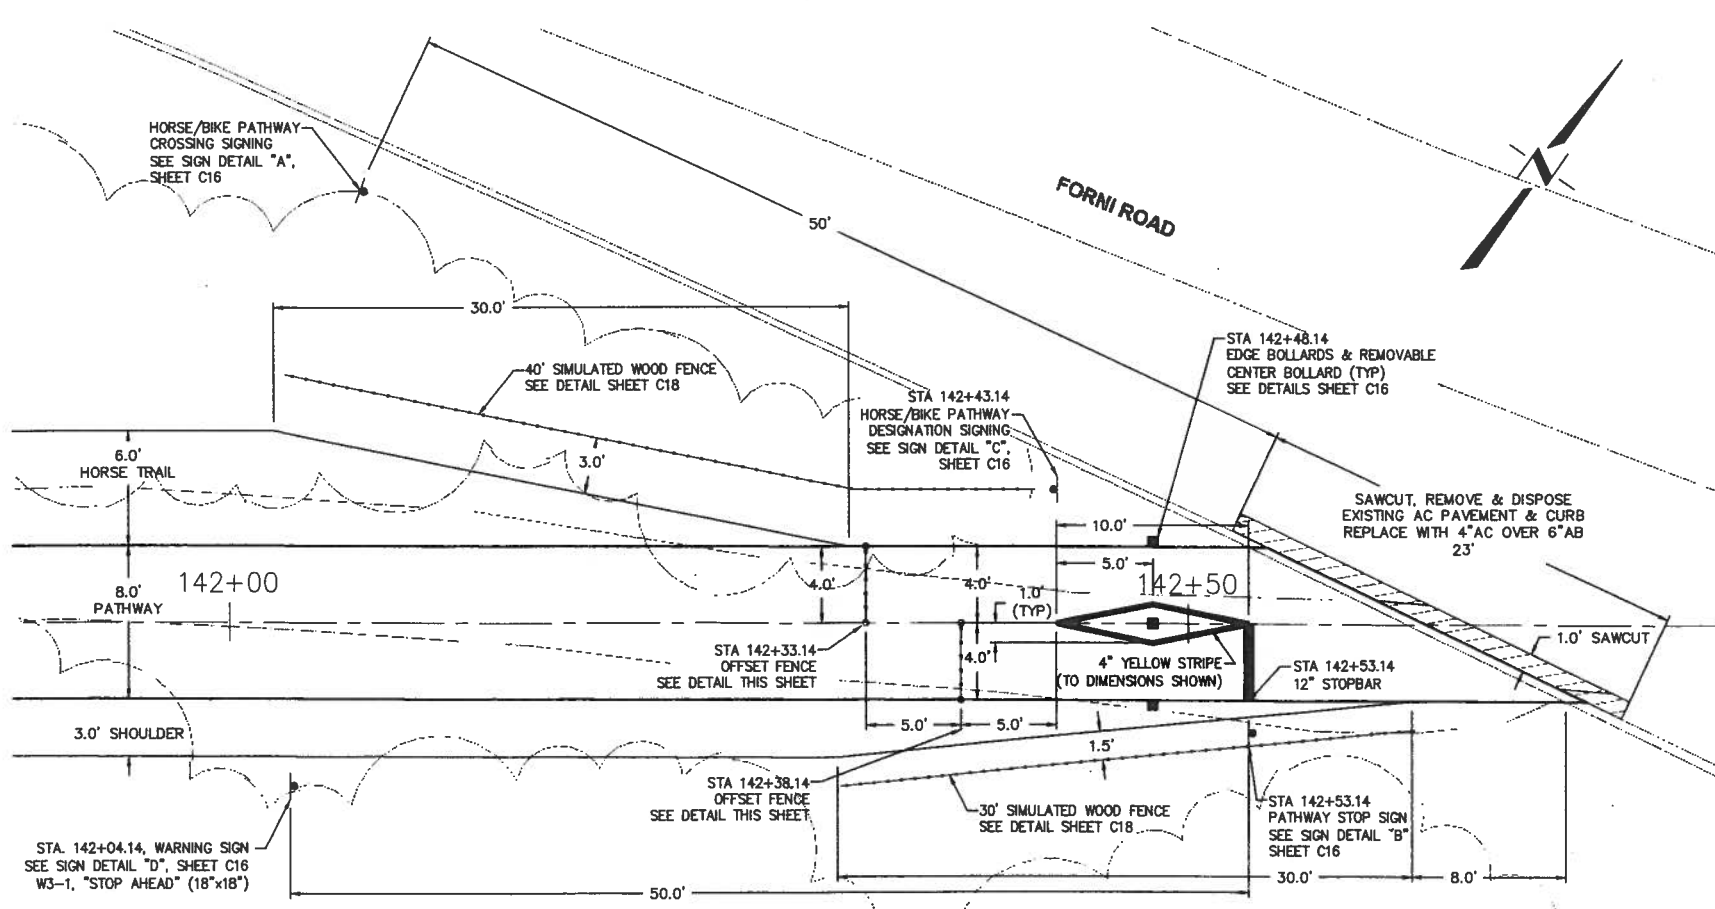 HORSE/BIKE PATHWAY
CROSSING SIGNING
SEE SIGN DETAIL "A",
SHEET C16
50'
FORNI ROAD
N
30.0'
40' SIMULATED WOOD FENCE
SEE DETAIL SHEET C18
STA 142+48.14
EDGE BOLLARDS & REMOVABLE
CENTER BOLLARD (TYP)
SEE DETAILS SHEET C16
STA 142+43.14
HORSE/BIKE PATHWAY
DESIGNATION SIGNING
SEE SIGN DETAIL "C",
SHEET C16
6.0'
HORSE TRAIL
3.0'
SAWCUT, REMOVE & DISPOSE
EXISTING AC PAVEMENT & CURB
REPLACE WITH 4"AC OVER 6"AB
23'
10.0'
5.0'
8.0'
PATHWAY
142+00
4.0'
4.0'
1.0'
(TYP)
142+50
4.0'
STA 142+33.14
OFFSET FENCE
SEE DETAIL THIS SHEET
4" YELLOW STRIPE
(TO DIMENSIONS SHOWN)
STA 142+53.14
12" STOPBAR
1.0' SAWCUT
3.0' SHOULDER
5.0'
5.0'
1.5'
STA 142+38.14
OFFSET FENCE
SEE DETAIL THIS SHEET
30' SIMULATED WOOD FENCE
SEE DETAIL SHEET C18
STA 142+53.14
PATHWAY STOP SIGN
SEE SIGN DETAIL "B"
SHEET C16
STA. 142+04.14, WARNING SIGN
SEE SIGN DETAIL "D", SHEET C16
W3-1, "STOP AHEAD" (18"x18")
50.0'
30.0'
8.0'